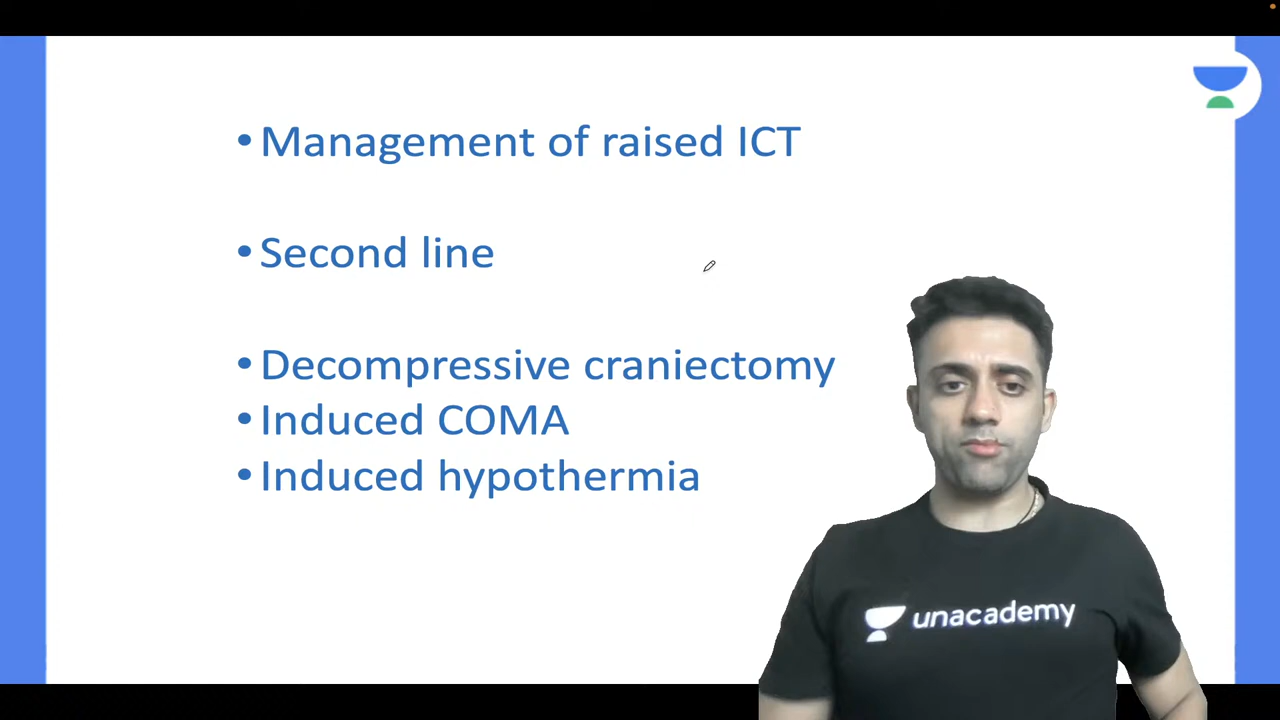 • Management of raised ICT
• Second line
• Decompressive craniectomy
• Induced COMA
• Induced hypothermia
unacademy